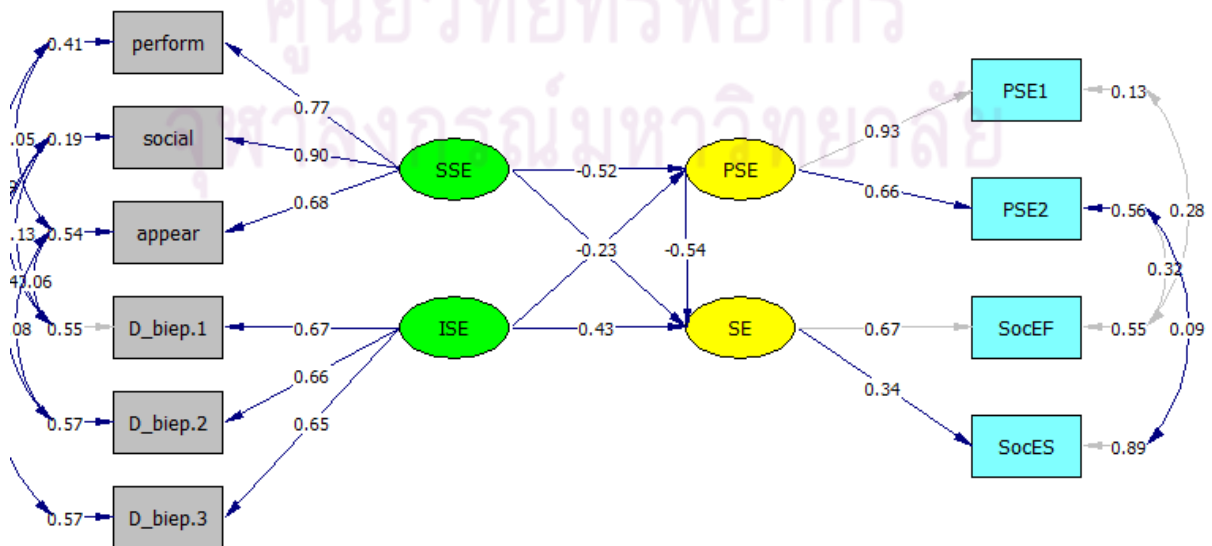 ศูนย์วิทยทรัพยากร
จุฬาลงกรณ์มหาวิทยาลัย
0.41 perform
0.77
PSE1 0.13
.05 0.19 social
0.90 SSE -0.52 PSE 0.93
0.66 PSE2 0.56 0.28
0.68
.13 0.54 appear
-0.23 -0.54
0.32
.06
.08 0.55 D_biep.1 0.67 ISE 0.43 SE 0.67 SocEF 0.55 0.09
0.66
0.34
0.57 D_biep.2 0.65
SocES 0.89
0.57 D_biep.3